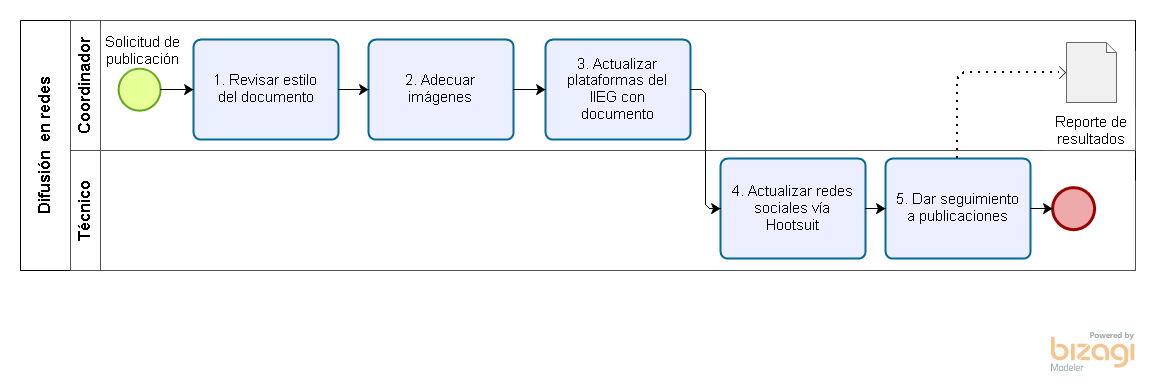 Difusión en redes
Coordinador
Técnico
Solicitud de
publicación
1. Revisar estilo
del documento
2. Adecuar
imágenes
3. Actualizar
plataformas del
IIEG con
documento
Reporte de
resultados
4. Actualizar redes
sociales vía
Hootsuit
5. Dar seguimiento
a publicaciones
Powered by
bizagi
Modeler